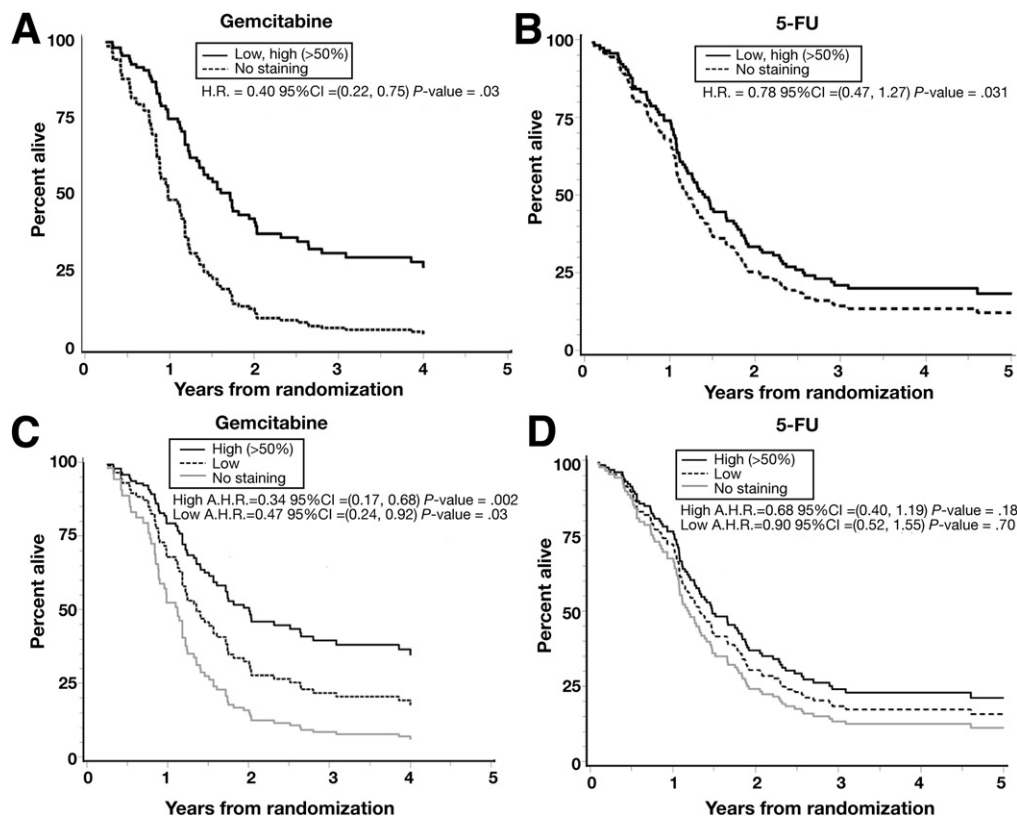 A
Gemcitabine
Low, high (>50%)
No staining
H.R. = 0.40 95%CI =(0.22, 0.75) P-value = .03
Percent alive
100
75
50
25
0
0 1 2 3 4 5
Years from randomization
B
5-FU
Low, high (>50%)
No staining
H.R. = 0.78 95%CI =(0.47, 1.27) P-value = .031
Percent alive
100
75
50
25
0
0 1 2 3 4 5
Years from randomization
C
Gemcitabine
High (>50%)
Low
No staining
High A.H.R.=0.34 95%CI =(0.17, 0.68) P-value = .002
Low A.H.R.=0.47 95%CI =(0.24, 0.92) P-value = .03
Percent alive
100
75
50
25
0
0 1 2 3 4 5
Years from randomization
D
5-FU
High (>50%)
Low
No staining
High A.H.R.=0.68 95%CI =(0.40, 1.19) P-value = .18
Low A.H.R.=0.90 95%CI =(0.52, 1.55) P-value = .70
Percent alive
100
75
50
25
0
0 1 2 3 4 5
Years from randomization